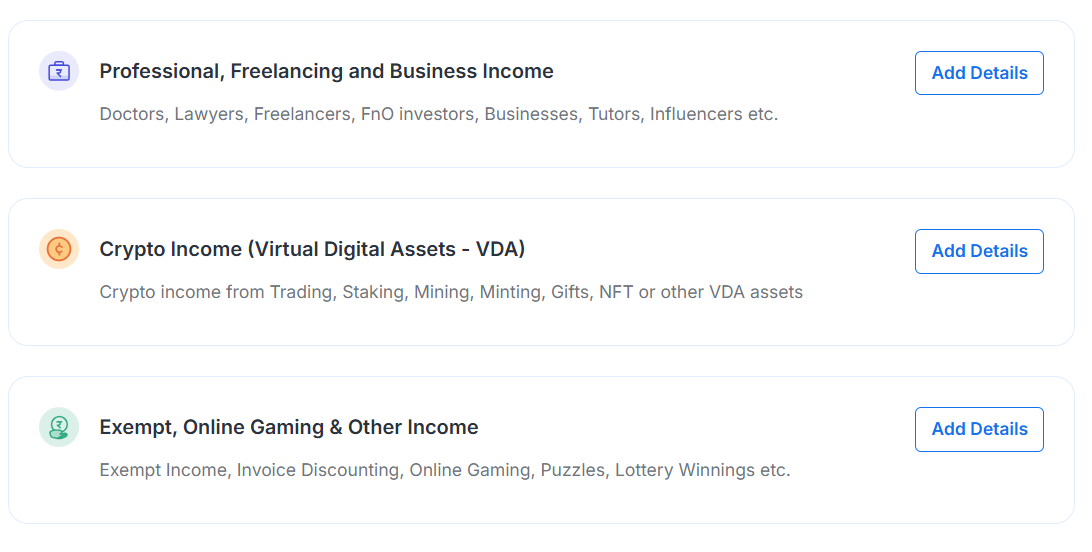 Professional, Freelancing and Business Income
Add Details
Doctors, Lawyers, Freelancers, FnO investors, Businesses, Tutors, Influencers etc.
Crypto Income (Virtual Digital Assets - VDA)
Add Details
Crypto income from Trading, Staking, Mining, Minting, Gifts, NFT or other VDA assets
Exempt, Online Gaming & Other Income
Add Details
Exempt Income, Invoice Discounting, Online Gaming, Puzzles, Lottery Winnings etc.